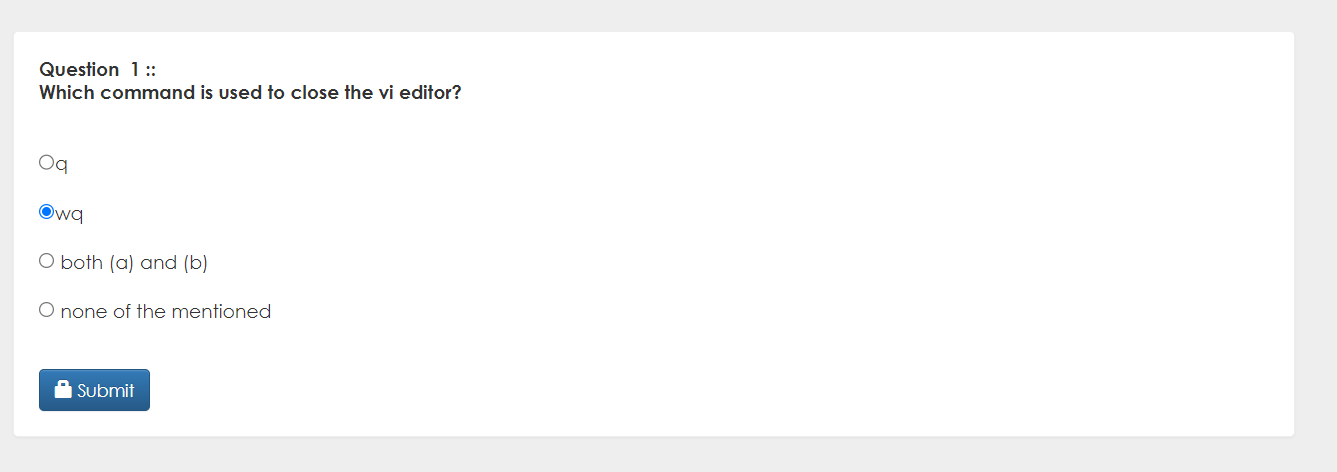 Question 1 ::
Which command is used to close the vi editor?
q
wq
both (a) and (b)
none of the mentioned
Submit